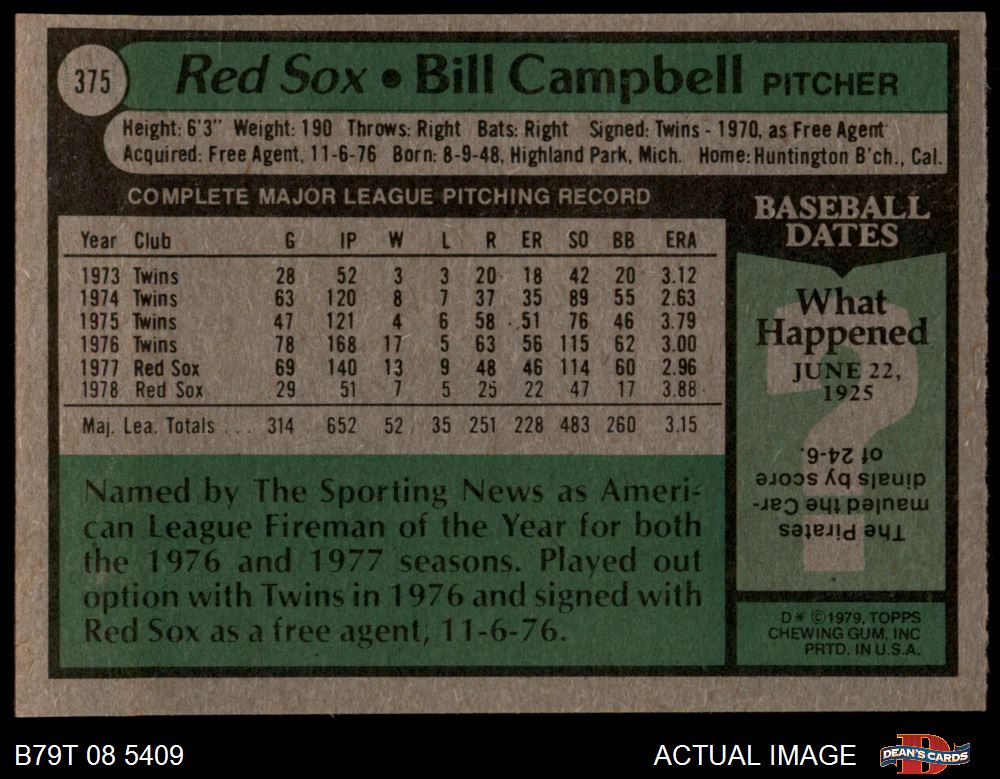 375
Red Sox • Bill Campbell PITCHER
Height: 6'3" Weight: 190 Throws: Right Bats: Right Signed: Twins - 1970, as Free Agent
Acquired: Free Agent, 11-6-76 Born: 8-9-48, Highland Park, Mich. Home: Huntington B'ch., Cal.
COMPLETE MAJOR LEAGUE PITCHING RECORD
Year Club G IP W L R ER SO BB ERA
1973 Twins 28 52 3 3 20 18 42 20 3.12
1974 Twins 63 120 8 7 37 35 89 55 2.63
1975 Twins 47 121 4 6 58 51 76 46 3.79
1976 Twins 78 168 17 5 63 56 115 62 3.00
1977 Red Sox 69 140 13 9 48 46 114 60 2.96
1978 Red Sox 29 51 7 5 25 22 47 17 3.88
Maj. Lea. Totals ... 314 652 52 35 251 228 483 260 3.15
Named by The Sporting News as Ameri-
can League Fireman of the Year for both
the 1976 and 1977 seasons. Played out
option with Twins in 1976 and signed with
Red Sox as a free agent, 11-6-76.
BASEBALL
DATES
What
Happened
JUNE 22,
1925
?
The Pirates
mauled the Car-
dinals by score
of 24-6.
D* ©1979, TOPPS
CHEWING GUM, INC
PRTD. IN U.S.A.
B79T 08 5409
ACTUAL IMAGE
D
DEAN'S CARDS